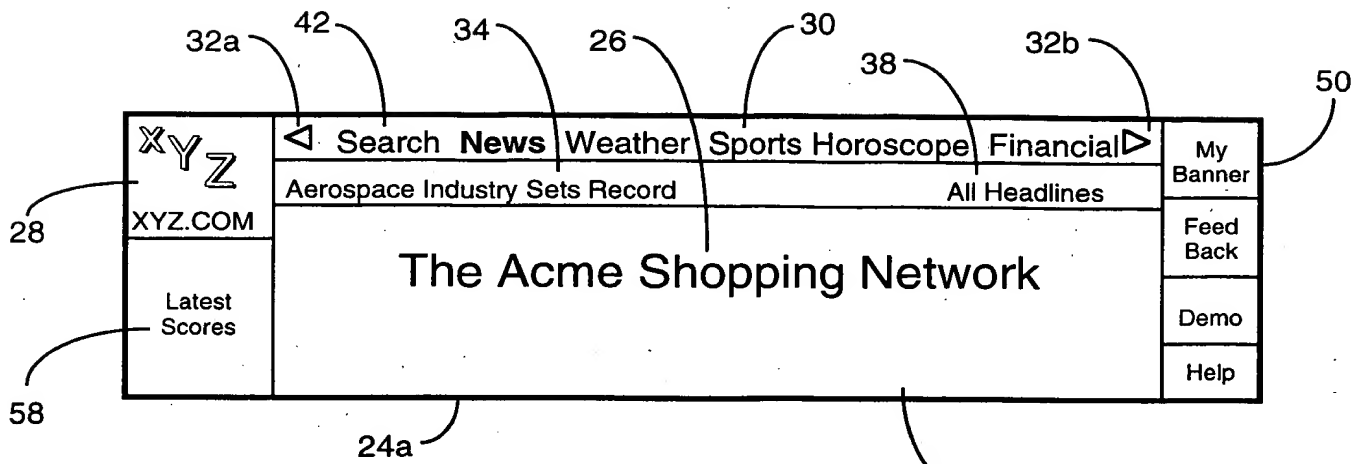 32a 42 34 26 30 38 32b 50
XYZ
XYZ.COM
Search News Weather Sports Horoscope Financial
Aerospace Industry Sets Record All Headlines
The Acme Shopping Network
Latest
Scores
My
Banner
Feed
Back
Demo
Help
28
58
24a